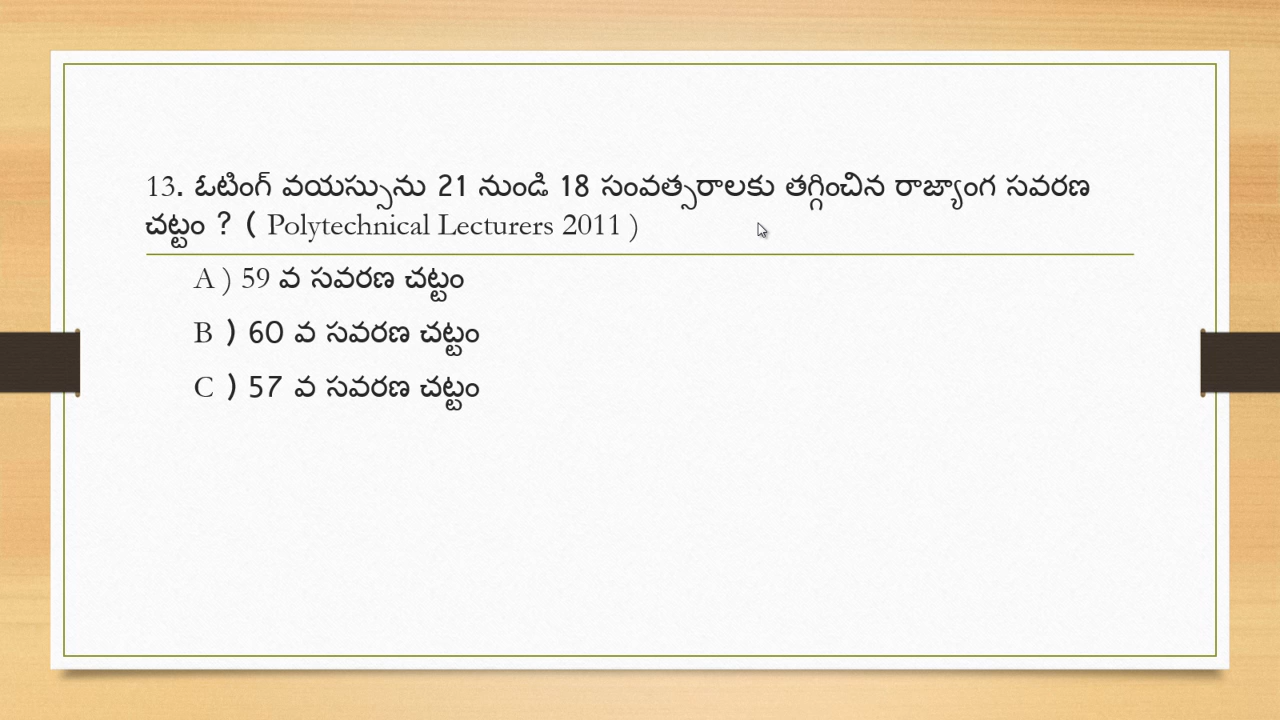 13. ఓటింగ్ వయస్సును 21 నుండి 18 సంవత్సరాలకు తగ్గించిన రాజ్యాంగ సవరణ
చట్టం ? ( Polytechnical Lecturers 2011 )
A ) 59 వ సవరణ చట్టం
B ) 60 వ సవరణ చట్టం
C ) 57 వ సవరణ చట్టం